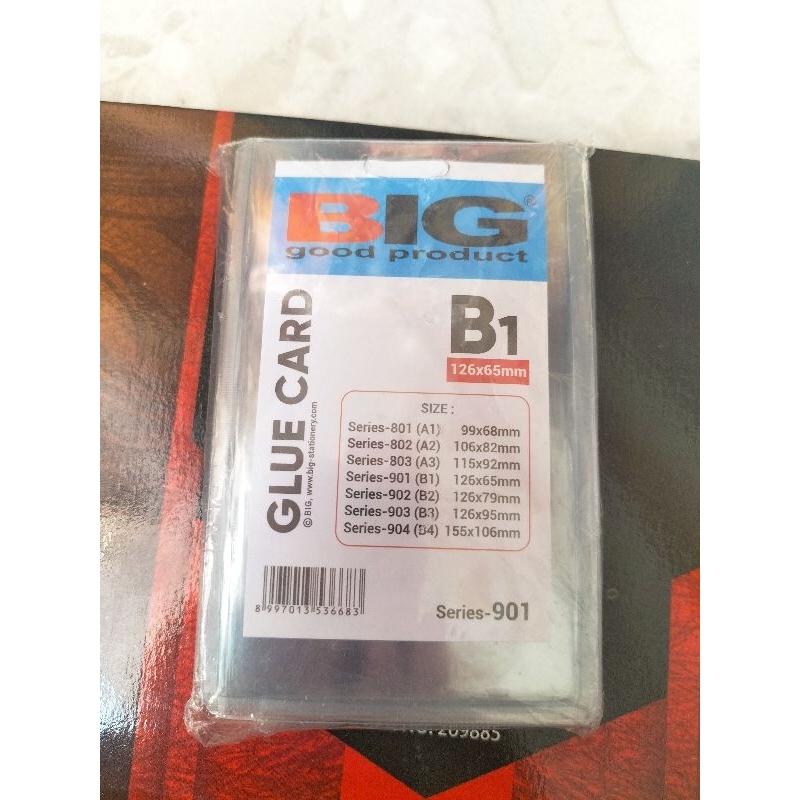 BIG®
good product
B1
126x65mm
GLUE CARD
© BIG, www.big-stationery.com
SIZE :
Series-801 (A1) 99x68mm
Series-802 (A2) 106x82mm
Series-803 (A3) 115x92mm
Series-901 (B1) 126x65mm
Series-902 (B2) 126x79mm
Series-903 (B3) 126x95mm
Series-904 (B4) 155x106mm
8 997013 536683
Series-901
209885